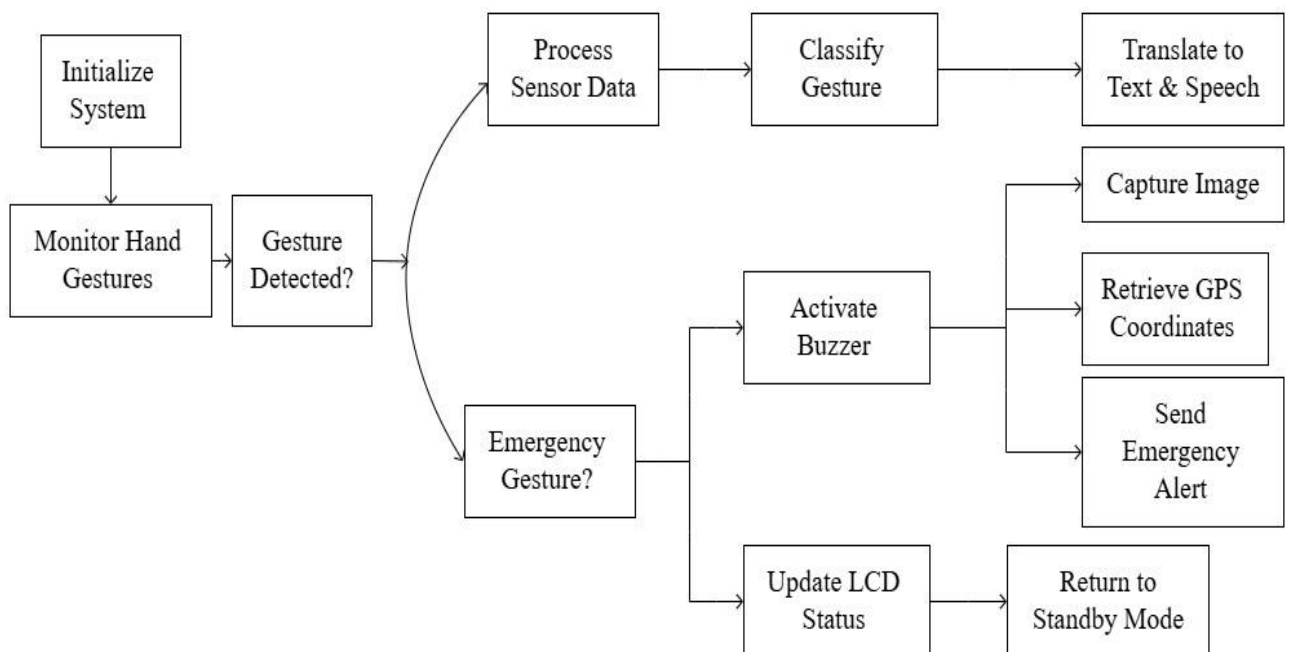 Initialize
System
Monitor Hand
Gestures
Gesture
Detected?
Process
Sensor Data
Classify
Gesture
Translate to
Text & Speech
Emergency
Gesture?
Activate
Buzzer
Capture Image
Retrieve GPS
Coordinates
Send
Emergency
Alert
Update LCD
Status
Return to
Standby Mode